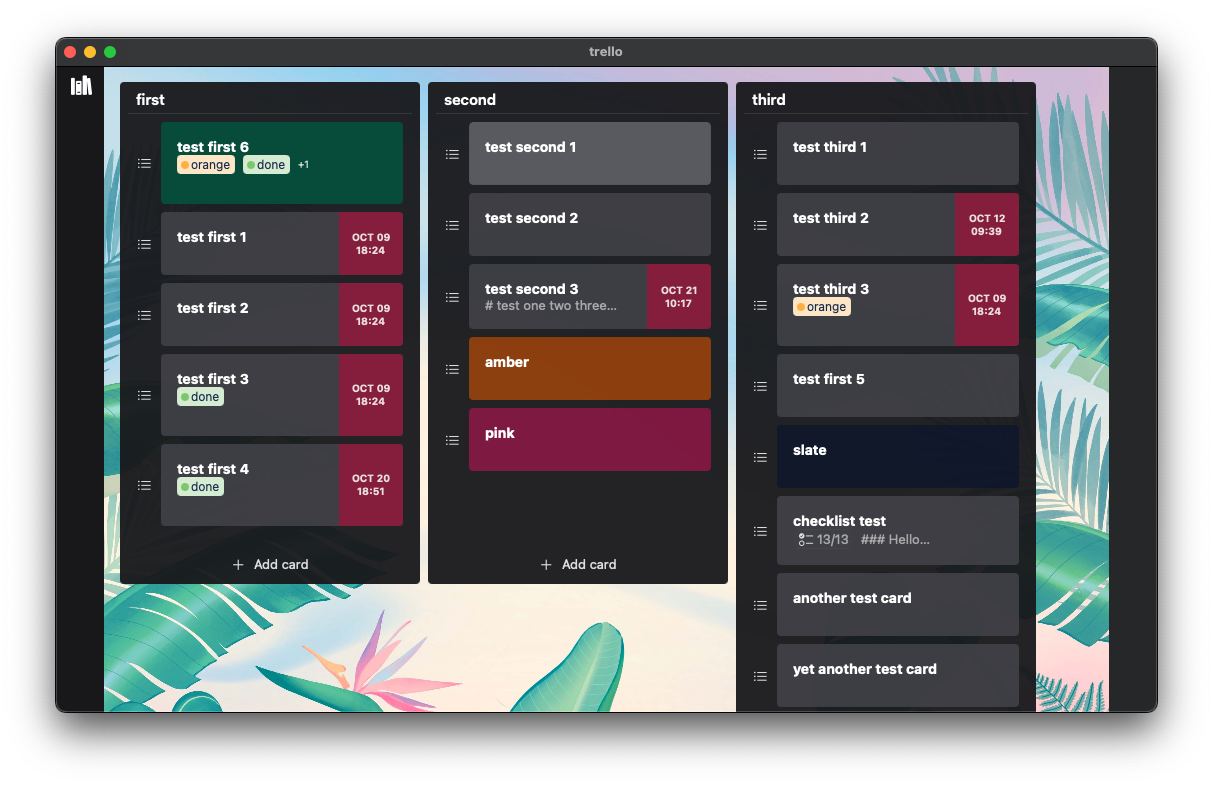 trello
first
test first 6
orange done +1
test first 1
OCT 09
18:24
test first 2
OCT 09
18:24
test first 3
done
OCT 09
18:24
test first 4
done
OCT 20
18:51
+ Add card
second
test second 1
test second 2
test second 3
# test one two three...
OCT 21
10:17
amber
pink
+ Add card
third
test third 1
test third 2
OCT 12
09:39
test third 3
orange
OCT 09
18:24
test first 5
slate
checklist test
13/13 ### Hello...
another test card
yet another test card